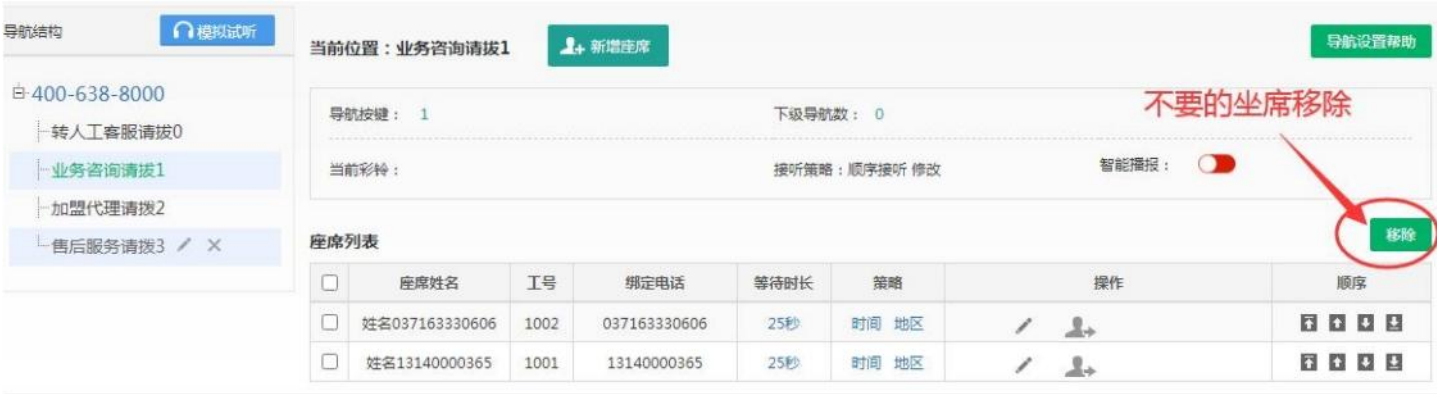 导航结构
模拟试听
400-638-8000
转人工客服请拔0
业务咨询请拔1
加盟代理请拨2
售后服务请拨3
当前位置：业务咨询请拔1
新增座席
导航设置帮助
导航按键： 1
下级导航数： 0
不要的坐席移除
当前彩铃：
接听策略：顺序接听 修改
智能播报：
座席列表
移除
座席姓名 工号 绑定电话 等待时长 策略 操作 顺序
姓名037163330606 1002 037163330606 25秒 时间 地区
姓名13140000365 1001 13140000365 25秒 时间 地区